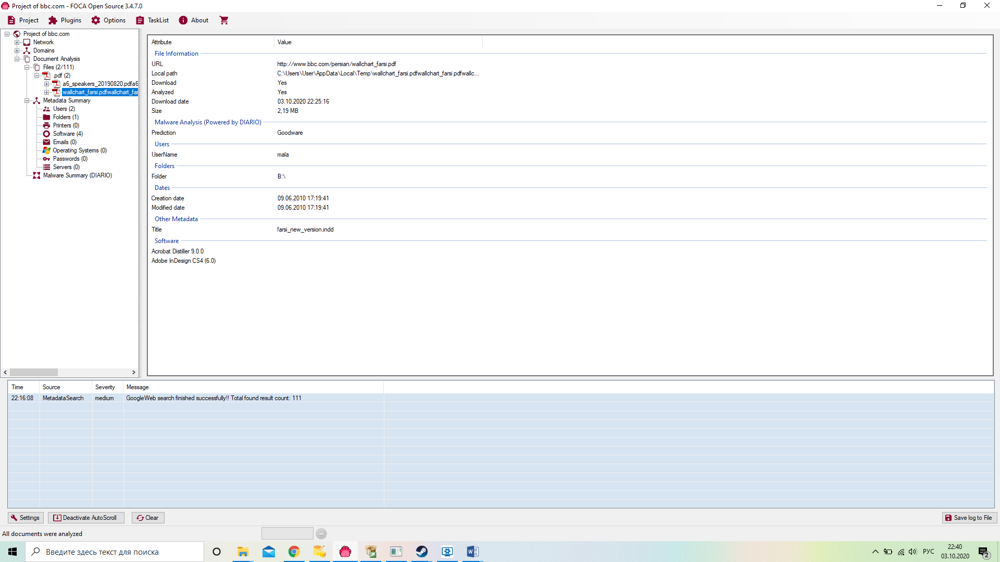 Project of bbc.com - FOCA Open Source 3.4.7.0
Project Plugins Options TaskList About
Project of bbc.com
Network
Domains
Document Analysis
Files (2/111)
.pdf (2)
a6_speakers_20190820.pdfa6
wallchart_farsi.pdfwallchart_far
Metadata Summary
Users (2)
Folders (1)
Printers (0)
Software (4)
Emails (0)
Operating Systems (0)
Passwords (0)
Servers (0)
Malware Summary (DIARIO)
Attribute Value
File Information
URL http://www.bbc.com/persian/wallchart_farsi.pdf
Local path C:\Users\User\AppData\Local\Temp\wallchart_farsi.pdfwallchart_farsi.pdfwallc...
Download Yes
Analyzed Yes
Download date 03.10.2020 22:25:16
Size 2,19 MB
Malware Analysis (Powered by DIARIO)
Prediction Goodware
Users
UserName mala
Folders
Folder B:\
Dates
Creation date 09.06.2010 17:19:41
Modified date 09.06.2010 17:19:41
Other Metadata
Title farsi_new_version.indd
Software
Acrobat Distiller 9.0.0
Adobe InDesign CS4 (6.0)
Time Source Severity Message
22:16:08 MetadataSearch medium GoogleWeb search finished successfully!! Total found result count: 111
Settings Deactivate AutoScroll Clear Save log to File
All documents were analyzed
Введите здесь текст для поиска
РУС
22:40
03.10.2020
2